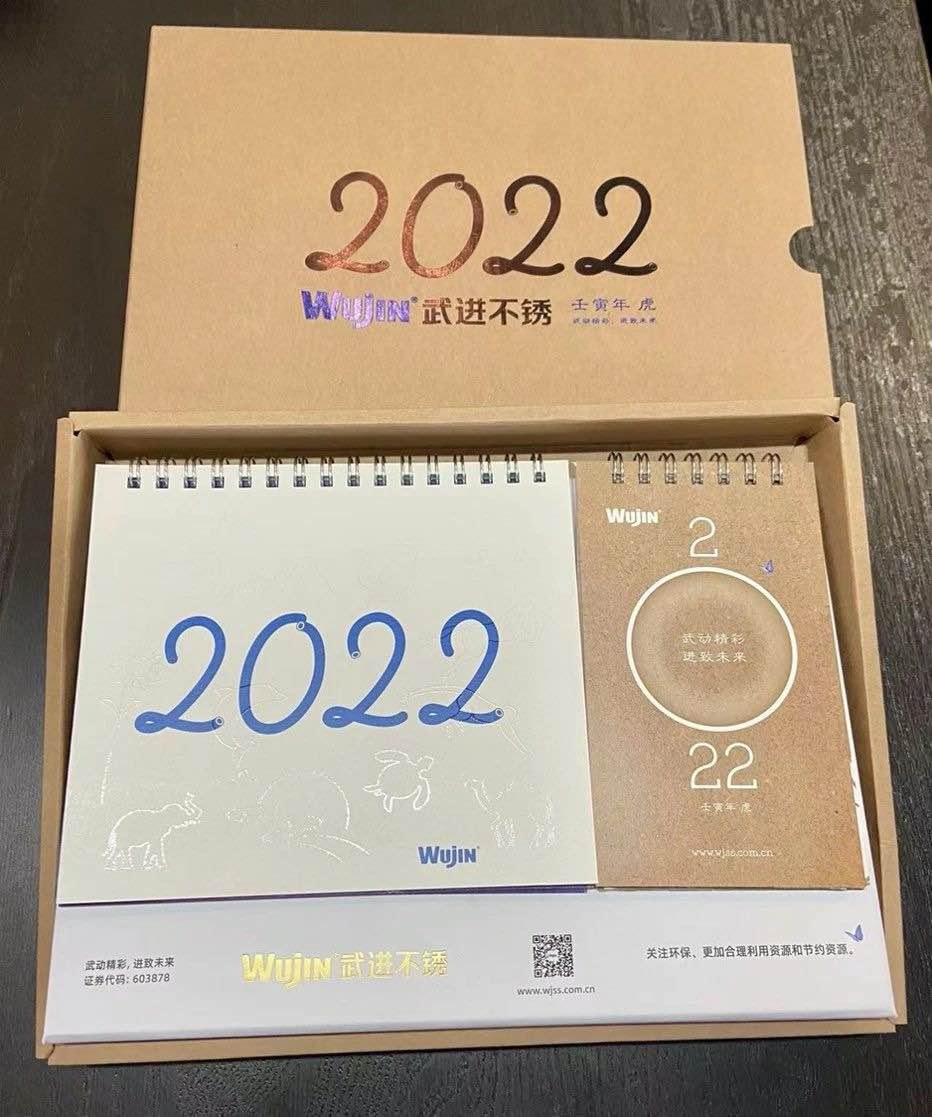 2022
WUJIN® 武进不锈 壬寅年 虎
武动精彩,进致未来
2022
WUJIN®
WUJIN®
2
武动精彩
进致未来
22
壬寅年 虎
www.wjss.com.cn
武动精彩,进致未来
证券代码: 603878
WUJIN 武进不锈
www.wjss.com.cn
关注环保、更加合理利用资源和节约资源。